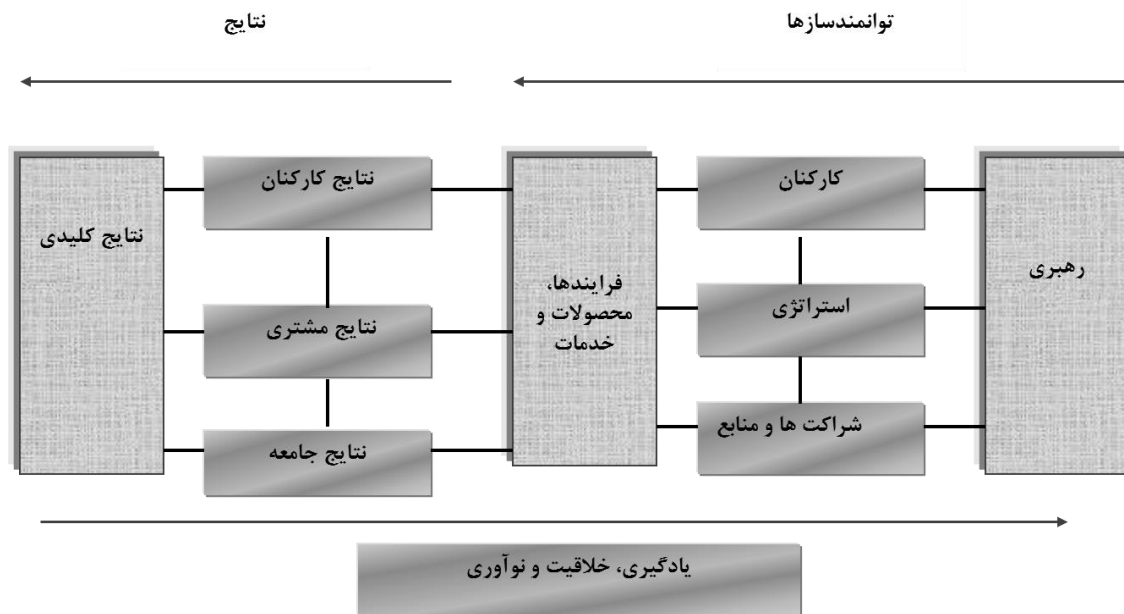 توانمندسازها
نتایج
رهبری
کارکنان
استراتژی
شراکت ها و منابع
فرایندها،
محصولات و
خدمات
نتایج کارکنان
نتایج مشتری
نتایج جامعه
نتایج کلیدی
یادگیری، خلاقیت و نوآوری